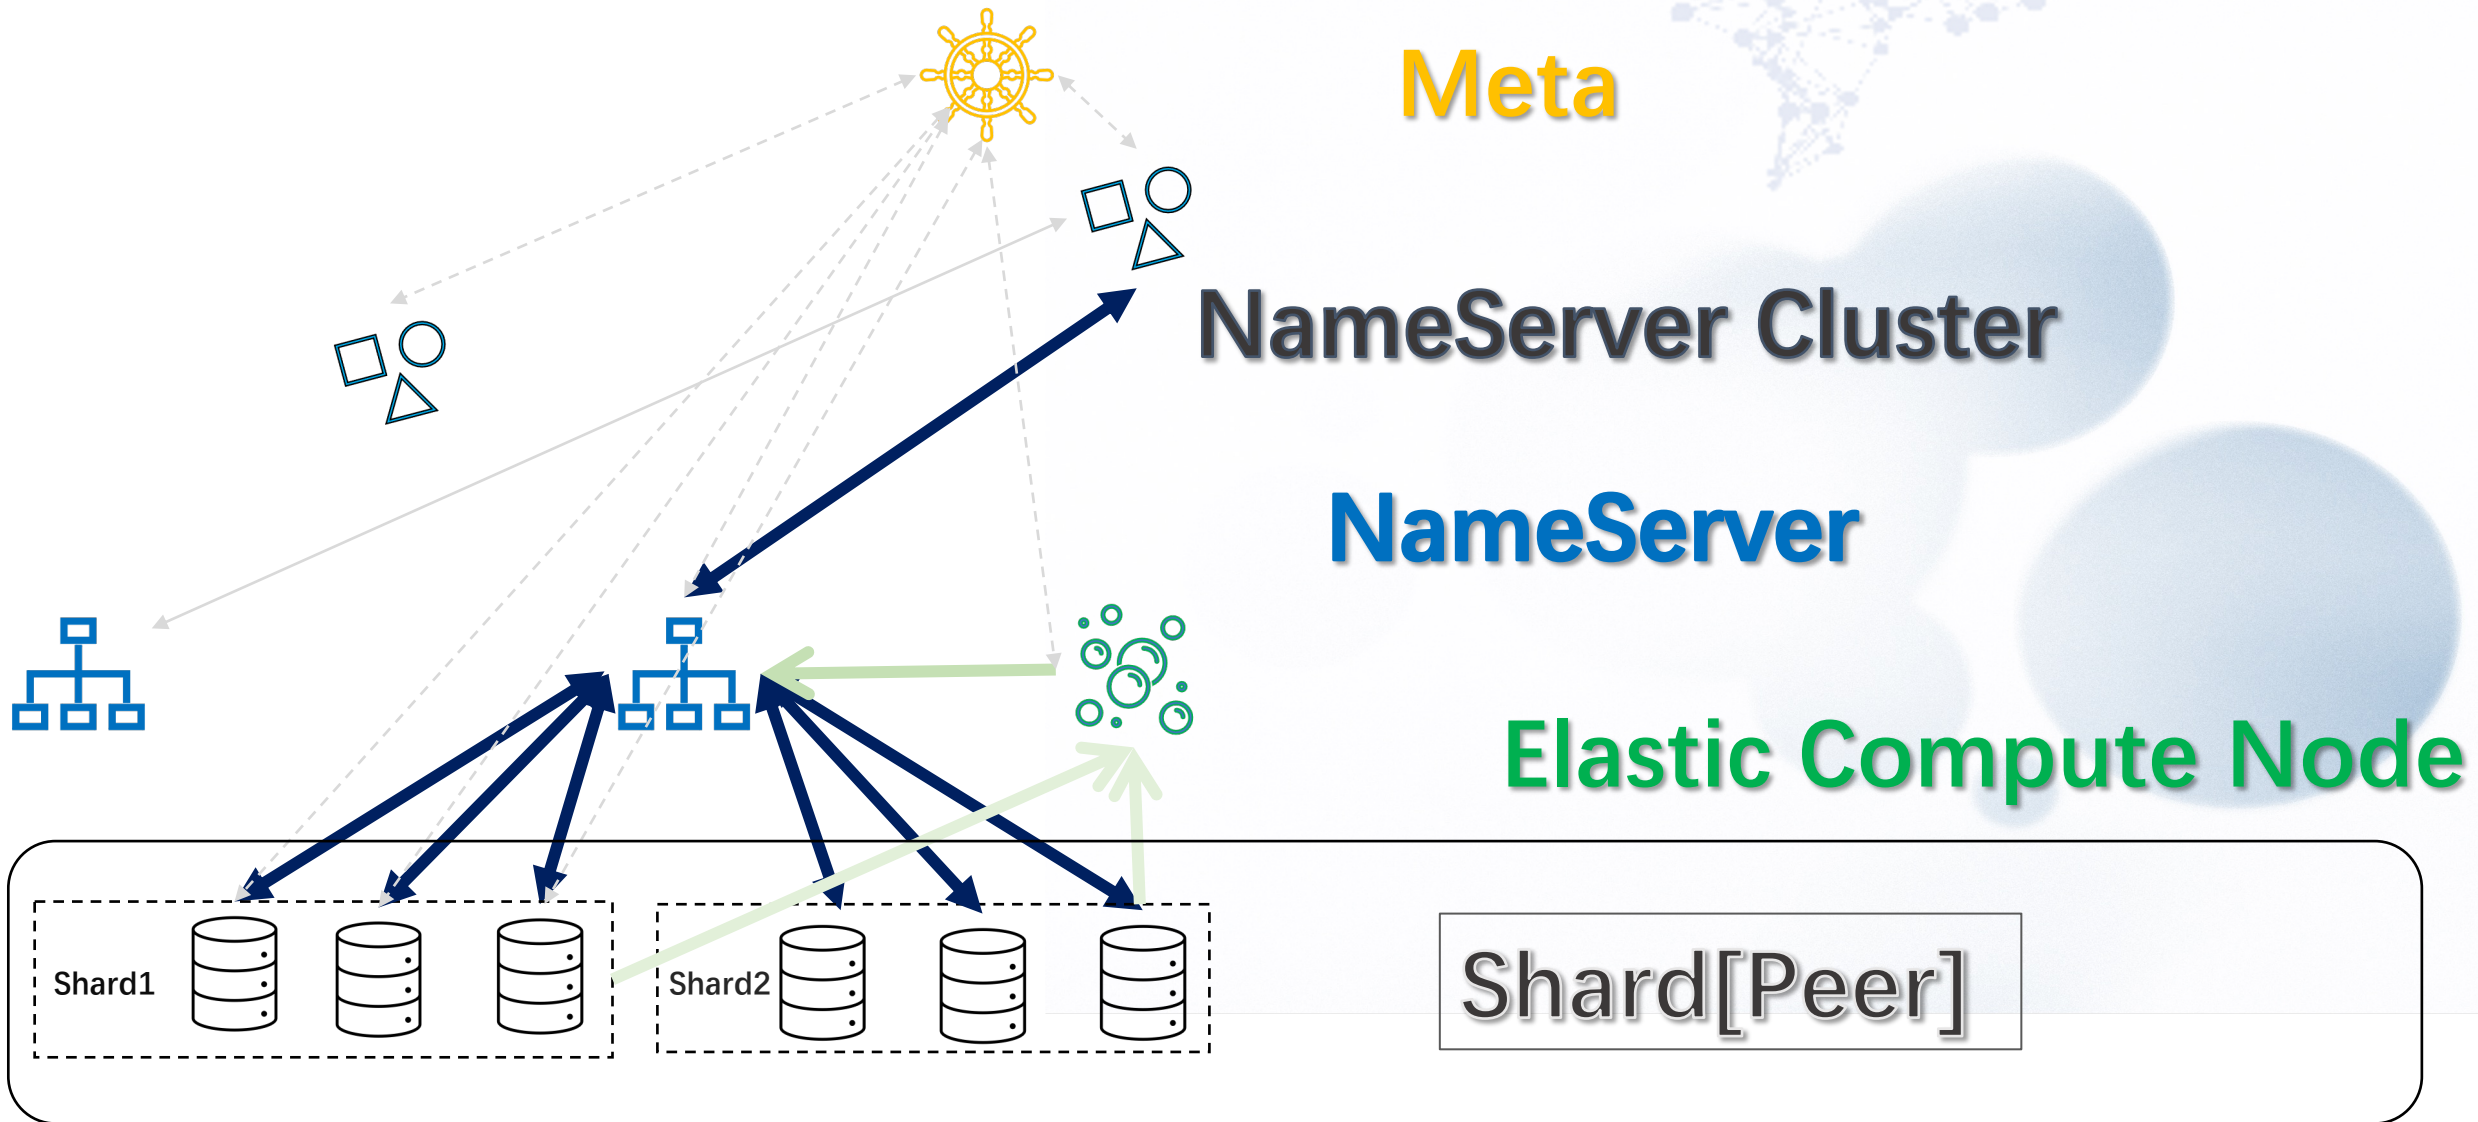 Meta
NameServer Cluster
NameServer
Elastic Compute Node
Shard1
Shard2
Shard[Peer]